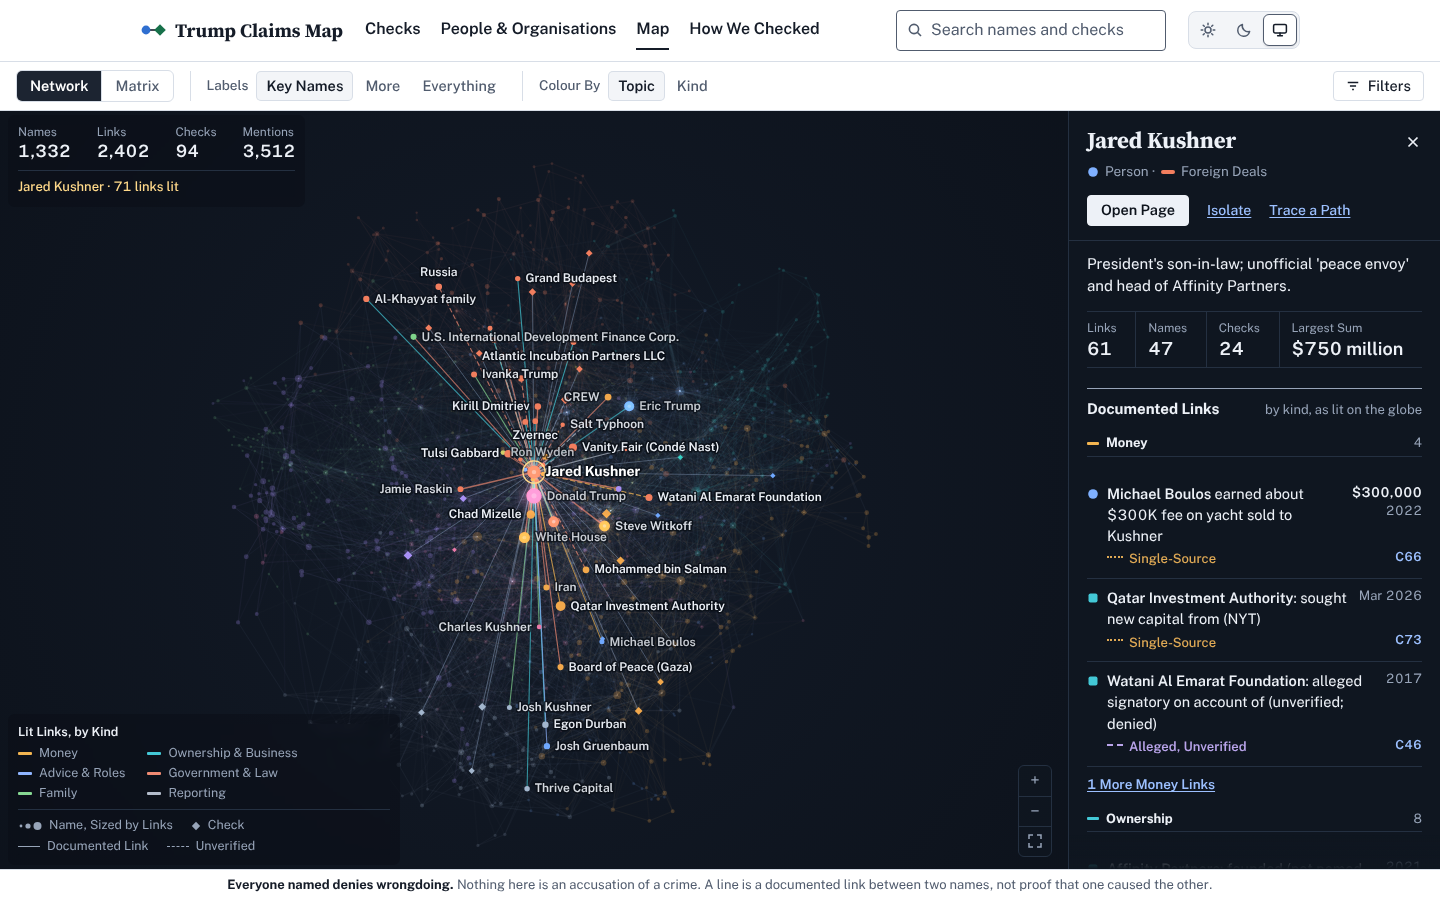 Trump Claims Map
Checks
People & Organisations
Map
How We Checked
Search names and checks
Network
Matrix
Labels
Key Names
More
Everything
Colour By
Topic
Kind
Filters
Names
Links
Checks
Mentions
1,332
2,402
94
3,512
Jared Kushner · 71 links lit
Russia
Grand Budapest
Al-Khayyat family
U.S. International Development Finance Corp.
Atlantic Incubation Partners LLC
Ivanka Trump
CREW
Kirill Dmitriev
Eric Trump
Salt Typhoon
Zvernec
Vanity Fair (Condé Nast)
Tulsi Gabbard
Ron Wyden
Jared Kushner
Jamie Raskin
Donald Trump
Watani Al Emarat Foundation
Chad Mizelle
Steve Witkoff
White House
Mohammed bin Salman
Iran
Qatar Investment Authority
Charles Kushner
Michael Boulos
Board of Peace (Gaza)
Josh Kushner
Egon Durban
Josh Gruenbaum
Thrive Capital
Lit Links, by Kind
Money
Ownership & Business
Advice & Roles
Government & Law
Family
Reporting
Name, Sized by Links
Check
Documented Link
Unverified
Jared Kushner
Person · Foreign Deals
Open Page
Isolate
Trace a Path
President's son-in-law; unofficial 'peace envoy'
and head of Affinity Partners.
Links
Names
Checks
Largest Sum
61
47
24
$750 million
Documented Links
by kind, as lit on the globe
Money
4
Michael Boulos earned about
$300,000
$300K fee on yacht sold to
2022
Kushner
Single-Source
C66
Qatar Investment Authority: sought
Mar 2026
new capital from (NYT)
Single-Source
C73
Watani Al Emarat Foundation: alleged
2017
signatory on account of (unverified;
denied)
Alleged, Unverified
C46
1 More Money Links
Ownership
8
Everyone named denies wrongdoing. Nothing here is an accusation of a crime. A line is a documented link between two names, not proof that one caused the other.